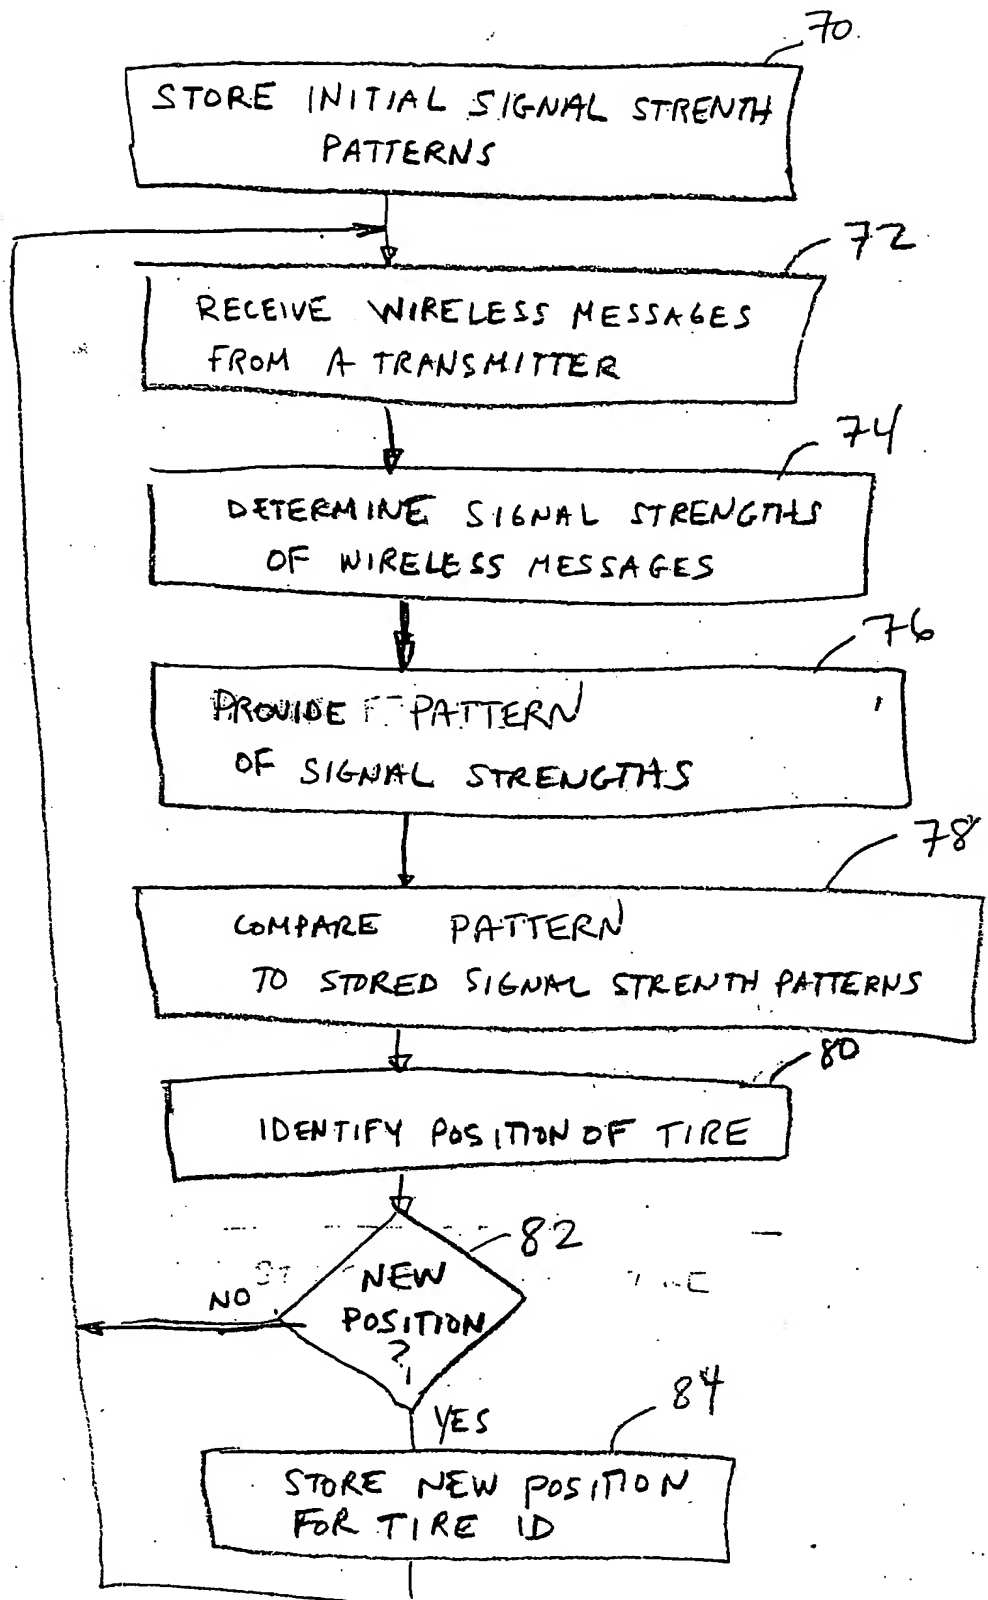 70
STORE INITIAL SIGNAL STRENTH
PATTERNS
72
RECEIVE WIRELESS MESSAGES
FROM A TRANSMITTER
74
DETERMINE SIGNAL STRENGTHS
OF WIRELESS MESSAGES
76
PROVIDE PATTERN
OF SIGNAL STRENGTHS
78
COMPARE PATTERN
TO STORED SIGNAL STRENTH PATTERNS
80
IDENTIFY POSITION OF TIRE
82
NEW
POSITION
?
NO
YES
84
STORE NEW POSITION
FOR TIRE ID